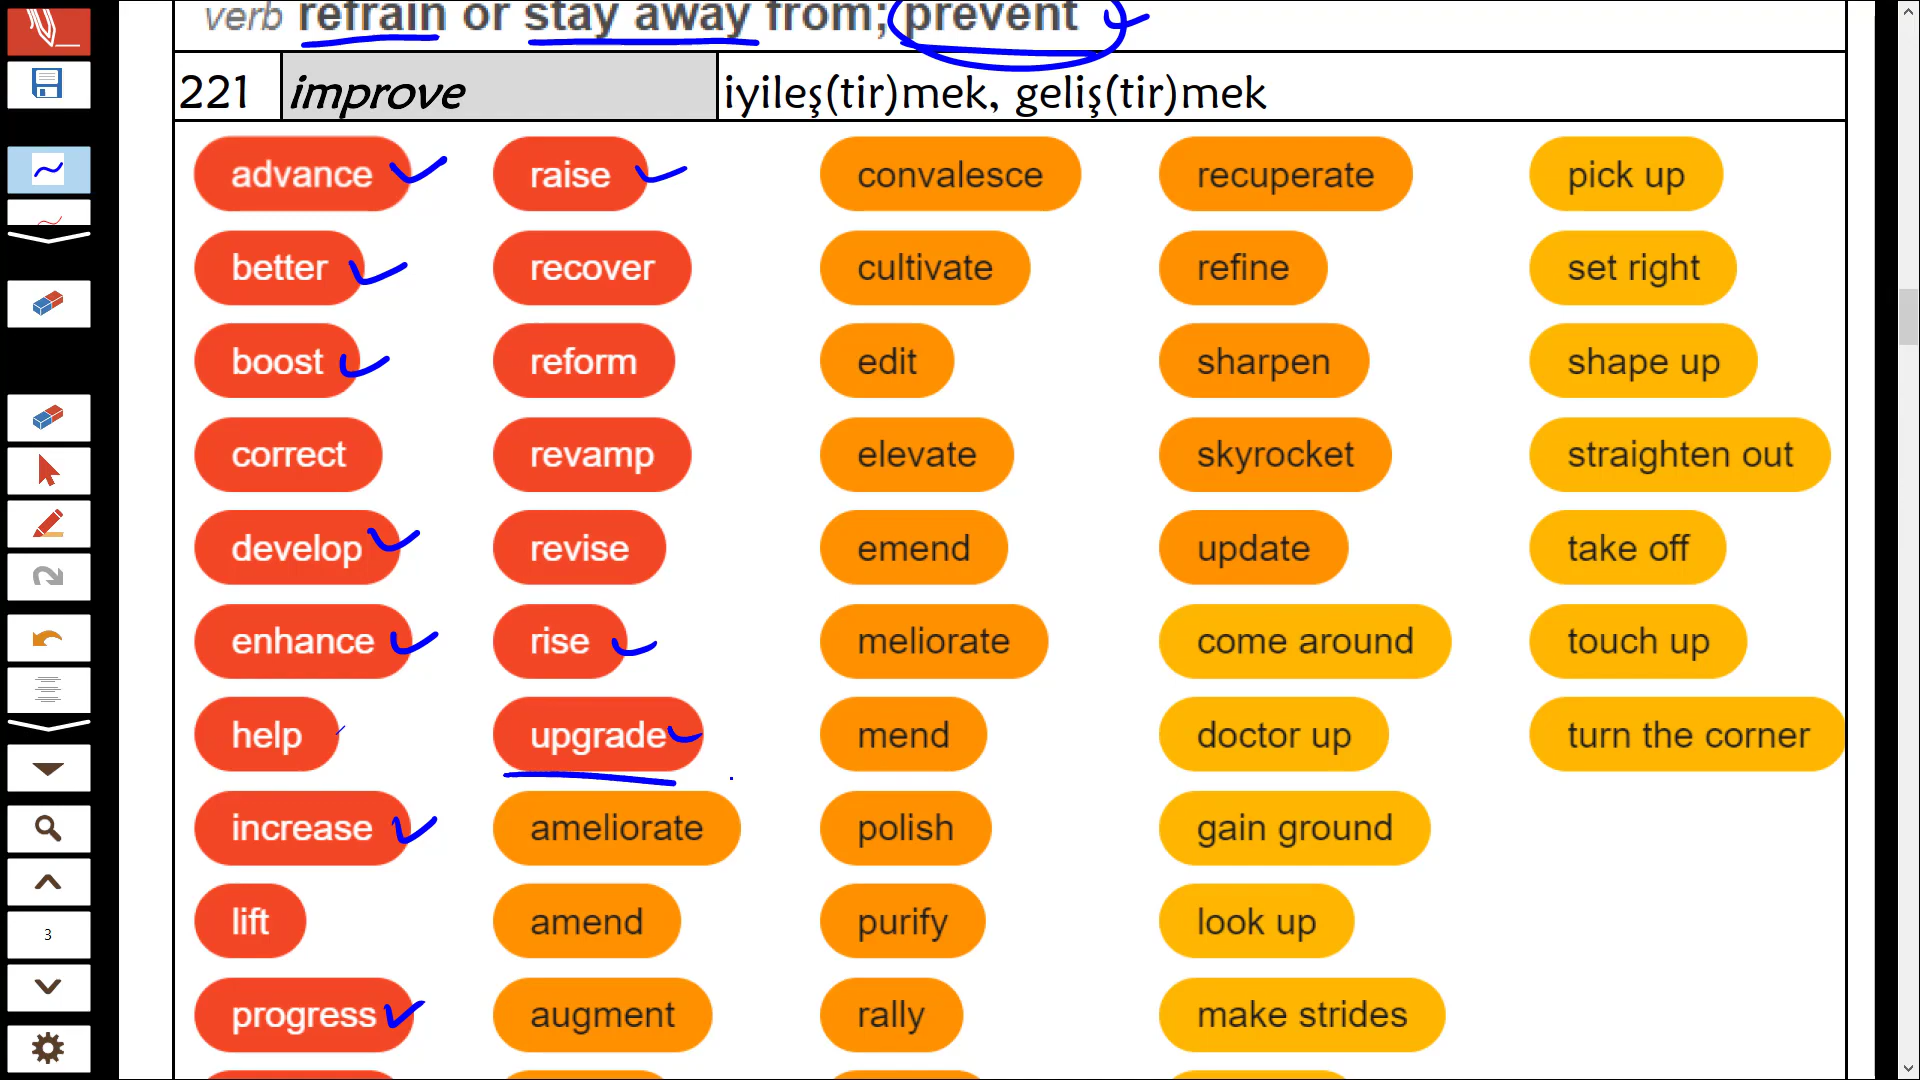 verb refrain or stay away from; prevent
221 improve iyileş(tir)mek, geliş(tir)mek
advance raise convalesce recuperate pick up
better recover cultivate refine set right
boost reform edit sharpen shape up
correct revamp elevate skyrocket straighten out
develop revise emend update take off
enhance rise meliorate come around touch up
help upgrade mend doctor up turn the corner
increase ameliorate polish gain ground
lift amend purify look up
3
progress augment rally make strides